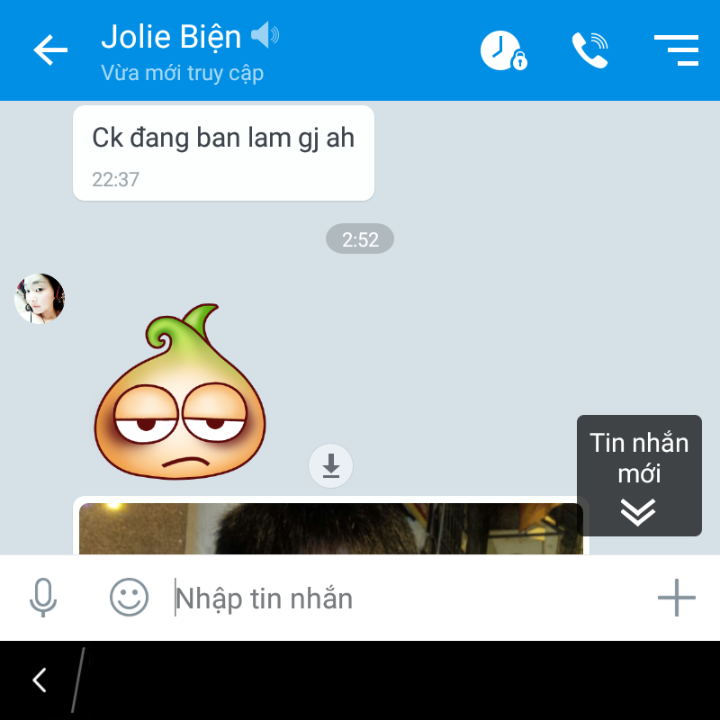 Jolie Biện
Vừa mới truy cập
Ck đang ban lam gj ah
22:37
2:52
Tin nhắn
mới
Nhập tin nhắn